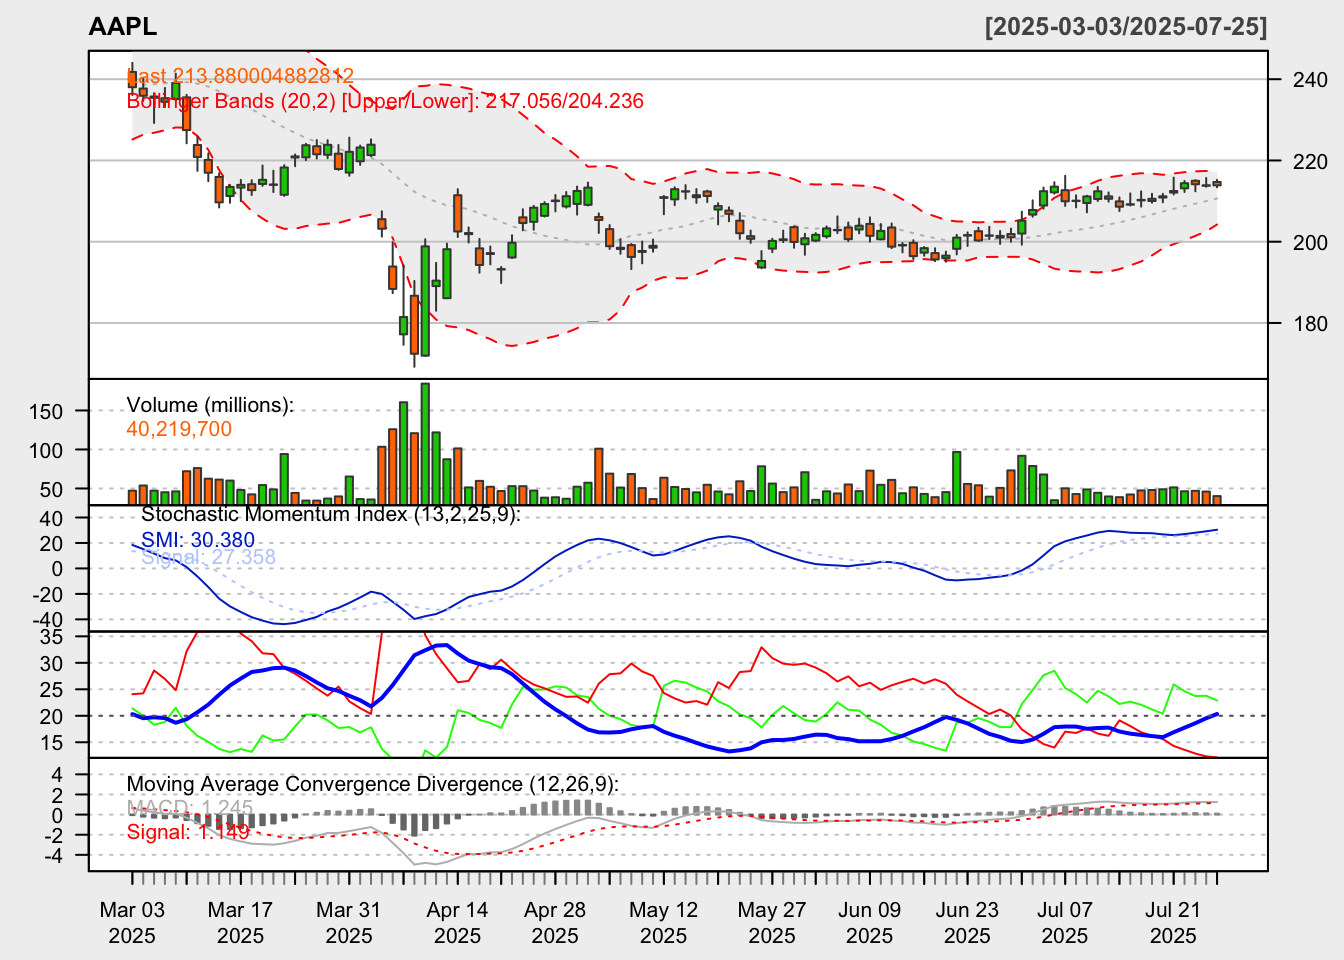 AAPL [2025-03-03/2025-07-25]
Last 213.880004882812
Bollinger Bands (20,2) [Upper/Lower]: 217.056/204.236
240
220
200
180
Volume (millions):
40,219,700
150
100
50
Stochastic Momentum Index (13,2,25,9):
SMI: 30.380
Signal: 27.358
40
20
0
-20
-40
35
30
25
20
15
Moving Average Convergence Divergence (12,26,9):
MACD: 1.245
Signal: 1.149
4
2
0
-2
-4
Mar 03 Mar 17 Mar 31 Apr 14 Apr 28 May 12 May 27 Jun 09 Jun 23 Jul 07 Jul 21
2025 2025 2025 2025 2025 2025 2025 2025 2025 2025 2025